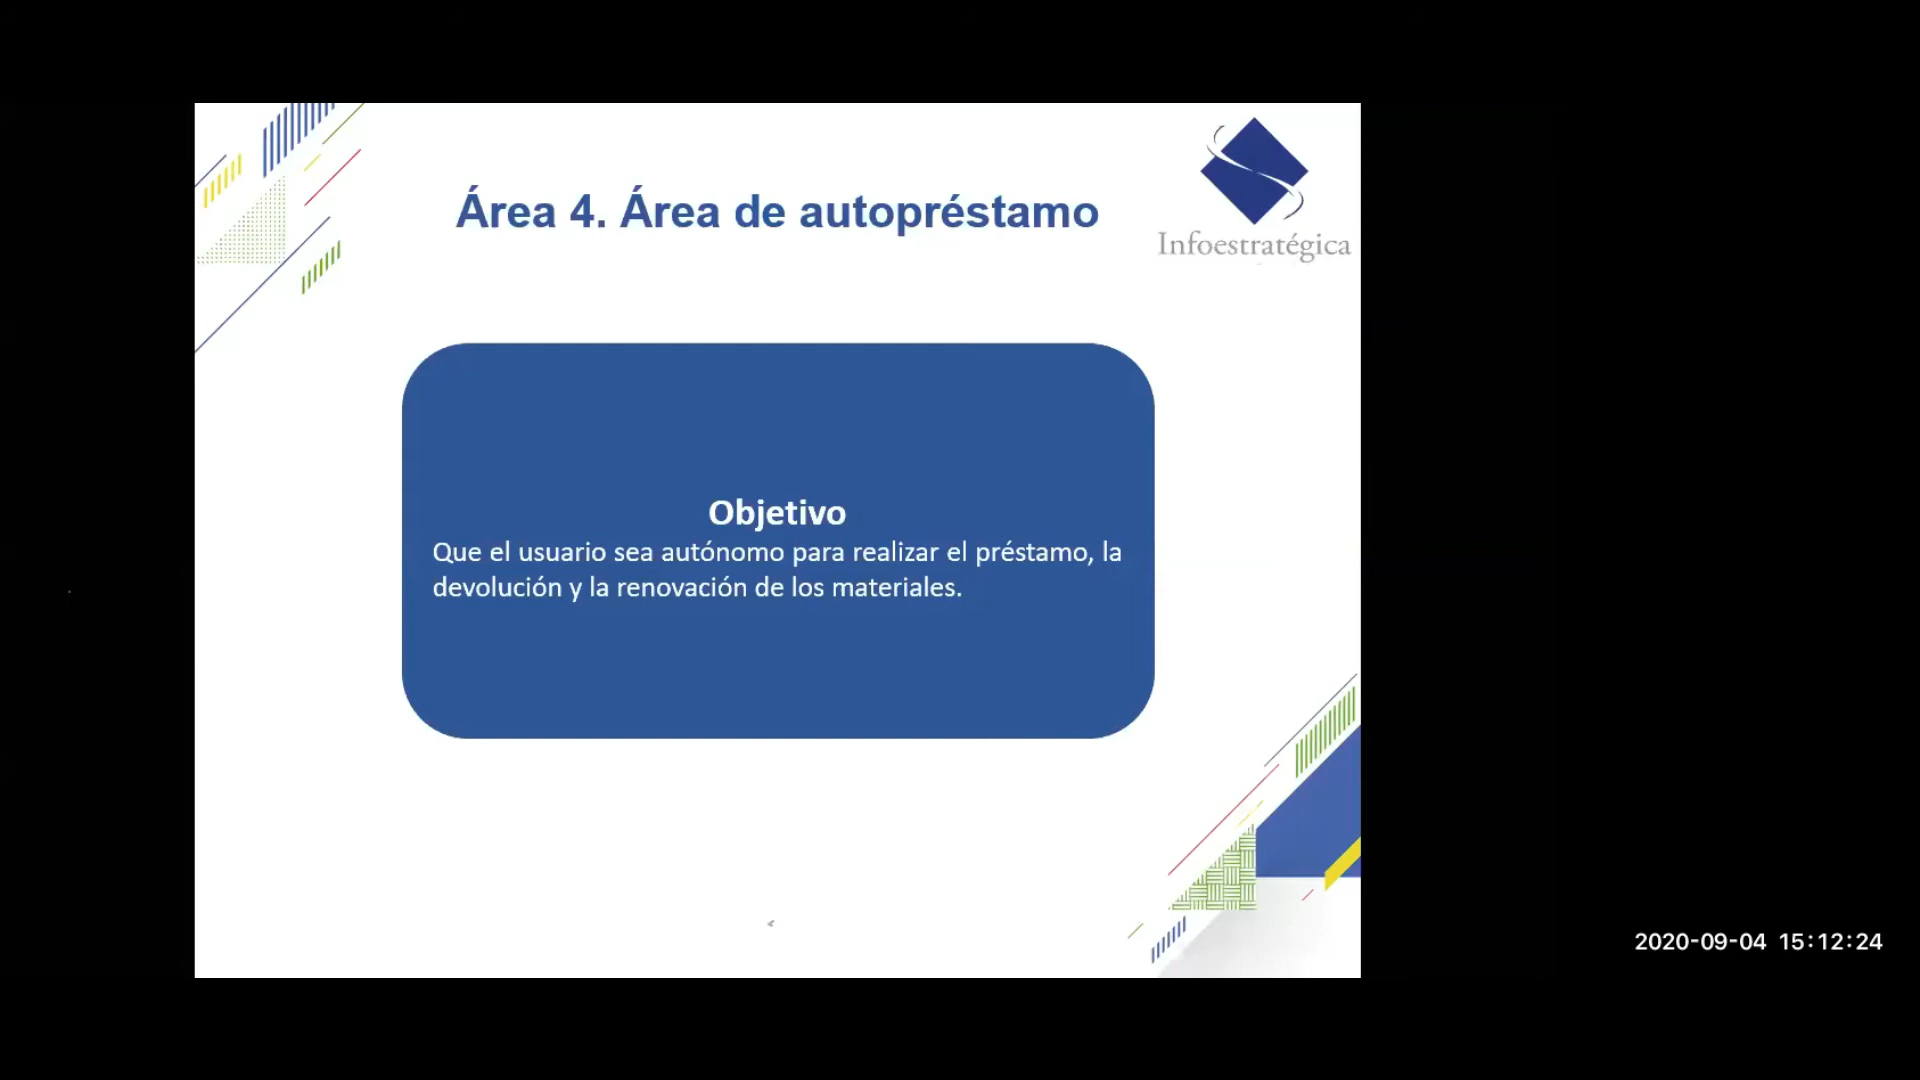 Área 4. Área de autopréstamo
Infoestratégica
Objetivo
Que el usuario sea autónomo para realizar el préstamo, la
devolución y la renovación de los materiales.
2020-09-04 15:12:24